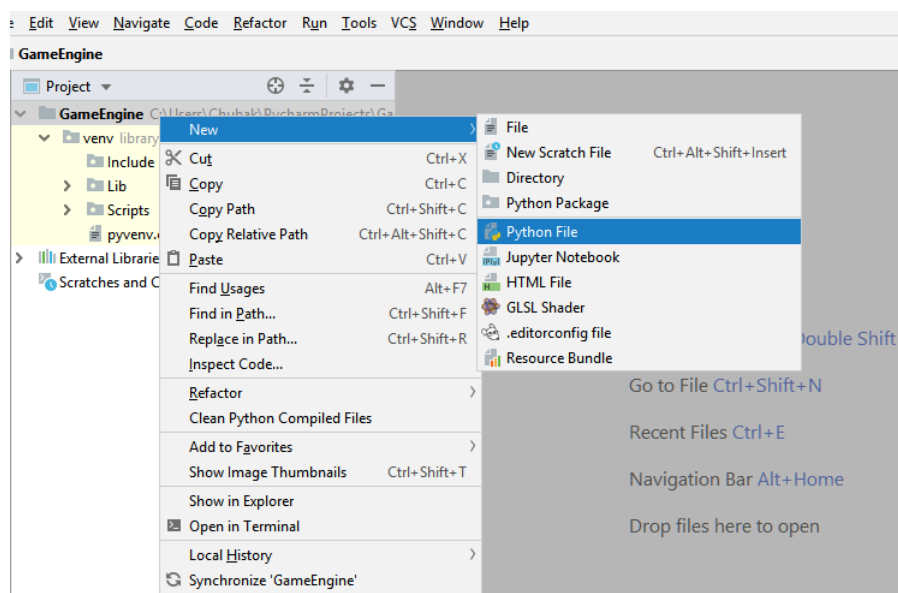 Edit View Navigate Code Refactor Run Tools VCS Window Help
GameEngine
Project
GameEngine C:\Users\Chubak\PycharmProjects\Ga
venv library
Include
Lib
Scripts
pyvenv.
External Librarie
Scratches and C
New
Cut Ctrl+X
Copy Ctrl+C
Copy Path Ctrl+Shift+C
Copy Relative Path Ctrl+Alt+Shift+C
Paste Ctrl+V
Find Usages Alt+F7
Find in Path... Ctrl+Shift+F
Replace in Path... Ctrl+Shift+R
Inspect Code...
Refactor
Clean Python Compiled Files
Add to Favorites
Show Image Thumbnails Ctrl+Shift+T
Show in Explorer
Open in Terminal
Local History
Synchronize 'GameEngine'
File
New Scratch File Ctrl+Alt+Shift+Insert
Directory
Python Package
Python File
Jupyter Notebook
HTML File
GLSL Shader
.editorconfig file
Resource Bundle
Double Shift
Go to File Ctrl+Shift+N
Recent Files Ctrl+E
Navigation Bar Alt+Home
Drop files here to open